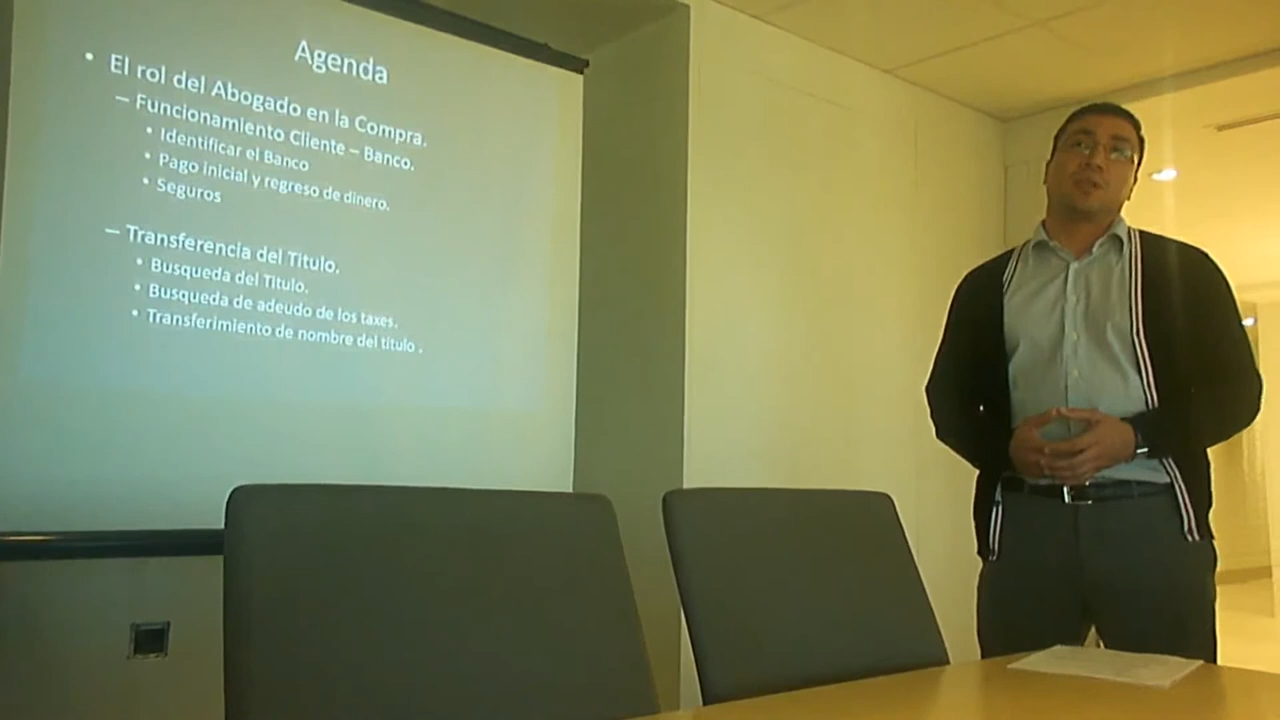 Agenda
• El rol del Abogado en la Compra.
– Funcionamiento Cliente – Banco.
• Identificar el Banco
• Pago inicial y regreso de dinero.
• Seguros
– Transferencia del Titulo.
• Busqueda del Titulo.
• Busqueda de adeudo de los taxes.
• Transferimiento de nombre del titulo .